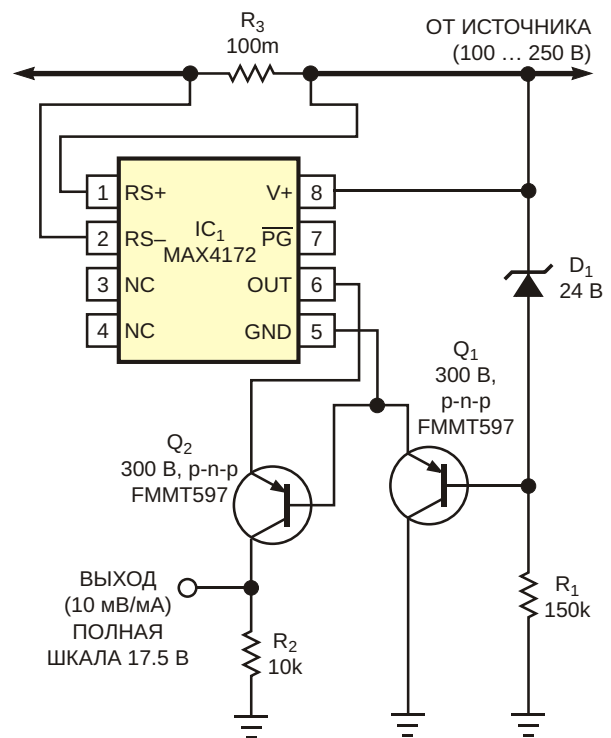 R3
100m
ОТ ИСТОЧНИКА
(100 … 250 В)
1 RS+
V+ 8
2 RS–
IC1
MAX4172
PG 7
3 NC
OUT 6
4 NC
GND 5
D1
24 В
Q1
300 В,
p-n-p
FMMT597
Q2
300 В, p-n-p
FMMT597
ВЫХОД
(10 мВ/мА)
ПОЛНАЯ
ШКАЛА 17.5 В
R1
150k
R2
10k